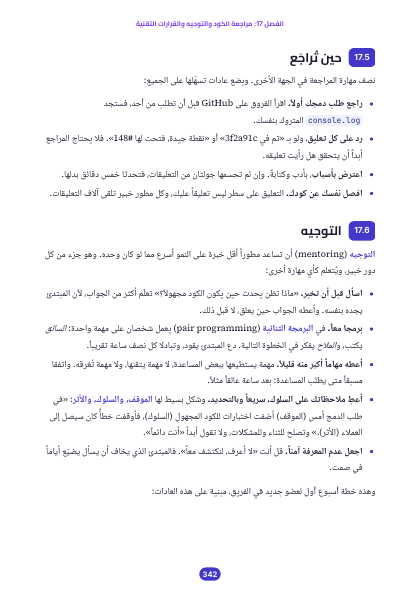 الفصل 17: مراجعة الكود والتوجيه والقرارات التقنية
17.5 حين تُراجَع
نصف مهارة المراجعة في الجهة الأخرى. وبضع عادات تسهّلها على الجميع:
• راجع طلب دمجك أولاً. اقرأ الفروق على GitHub قبل أن تطلب من أحد، فستجد
console.log المتروك بنفسك.
• رد على كل تعليق، ولو بـ «تم في 3f2a91c» أو «نقطة جيدة، فتحت لها #148». فلا يحتاج المراجع
أبداً أن يتحقق هل رأيت تعليقه.
• اعترض بأسباب، بأدب وكتابةً. وإن لم تحسمها جولتان من التعليقات، فتحدثا خمس دقائق بدلها.
• افصل نفسك عن كودك. التعليق على سطر ليس تعليقاً عليك، وكل مطور خبير تلقى آلاف التعليقات.
17.6 التوجيه
التوجيه (mentoring) أن تساعد مطوراً أقل خبرة على النمو أسرع مما لو كان وحده. وهو جزء من كل
دور خبير، ويُتعلم كأي مهارة أخرى:
• اسأل قبل أن تخبر. «ماذا تظن يحدث حين يكون الكود مجهولاً؟» تعلّم أكثر من الجواب، لأن المبتدئ
يجده بنفسه. وأعطه الجواب حين يعلق، لا قبل ذلك.
• برمجا معاً. في البرمجة الثنائية (pair programming) يعمل شخصان على مهمة واحدة: السائق
يكتب، والملاح يفكر في الخطوة التالية. دع المبتدئ يقود، وتبادلا كل نصف ساعة تقريباً.
• أعطه مهاماً أكبر منه قليلاً. مهمة يستطيعها ببعض المساعدة، لا مهمة يتقنها، ولا مهمة تُغرقه. واتفقا
مسبقاً متى يطلب المساعدة: بعد ساعة عالقاً مثلاً.
• أعطِ ملاحظاتك على السلوك، سريعاً وبالتحديد. وشكل بسيط لها الموقف، والسلوك، والأثر: «في
طلب الدمج أمس (الموقف) أضفت اختبارات للكود المجهول (السلوك)، فأوقفت خطأً كان سيصل إلى
العملاء (الأثر).» وتصلح للثناء وللمشكلات، ولا تقول أبداً «أنت دائماً».
• اجعل عدم المعرفة آمناً. قل أنت «لا أعرف، لنكتشف معاً». فالمبتدئ الذي يخاف أن يسأل يضيّع أياماً
في صمت.
وهذه خطة أسبوع أول لعضو جديد في الفريق، مبنية على هذه العادات:
342